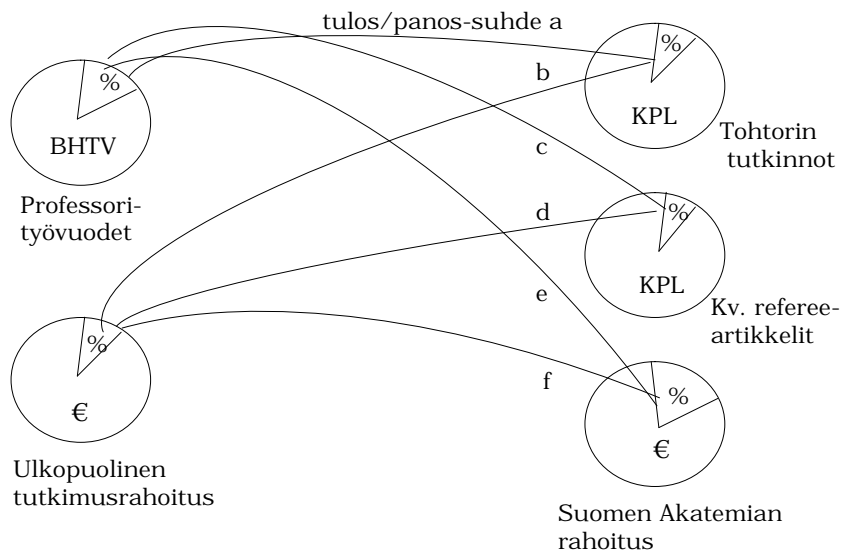 tulos/panos-suhde a
%
BHTV
Professori-
työvuodet
b
%
KPL
Tohtorin
tutkinnot
c
d
%
KPL
Kv. referee-
artikkelit
%
€
Ulkopuolinen
tutkimusrahoitus
e
f
%
€
Suomen Akatemian
rahoitus